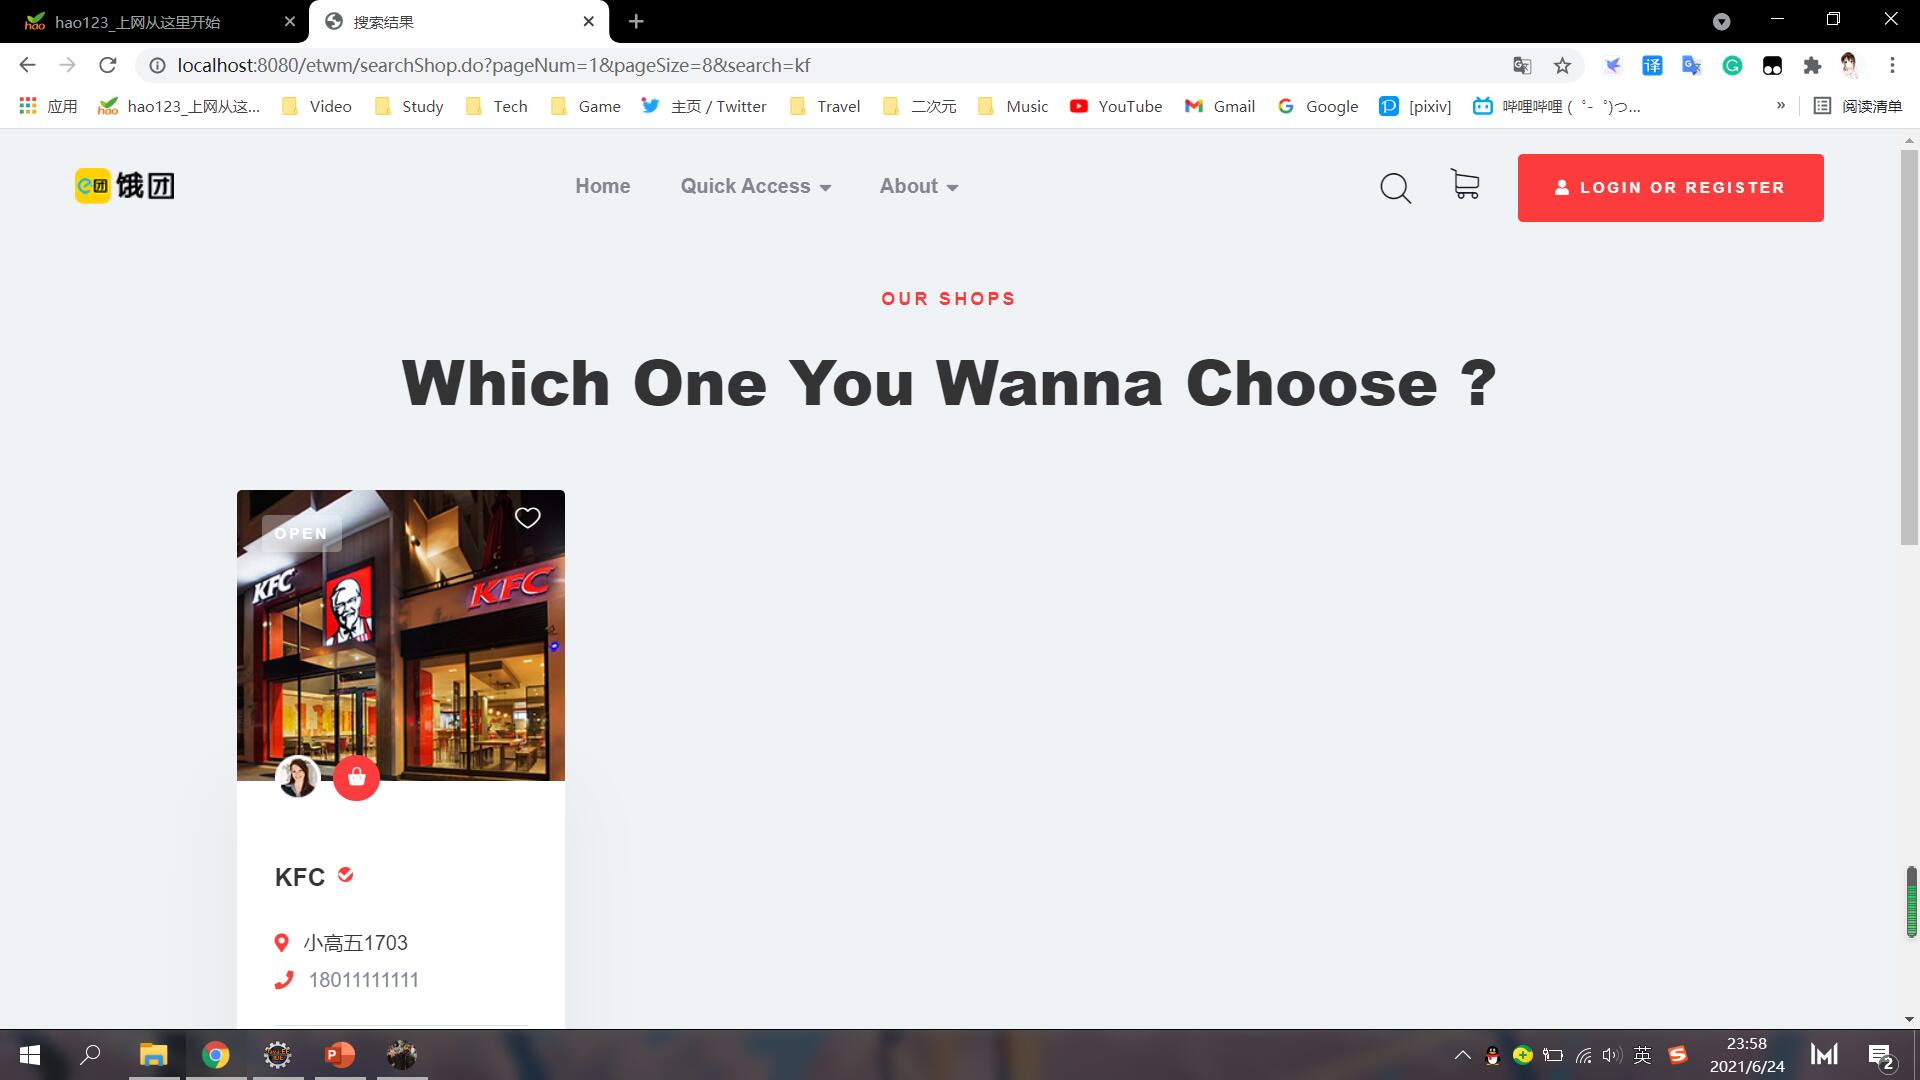 hao123_上网从这里开始
搜索结果
localhost:8080/etwm/searchShop.do?pageNum=1&pageSize=8&search=kf
应用 hao123_上网从这... Video Study Tech Game 主页 / Twitter Travel 二次元 Music YouTube Gmail Google [pixiv] 哔哩哔哩 ( ゜- ゜)つ... » 阅读清单
e团 饿团 Home Quick Access About LOGIN OR REGISTER
OUR SHOPS
Which One You Wanna Choose ?
OPEN
KFC
KFC
KFC
小高五1703
18011111111
英
23:58
2021/6/24
2